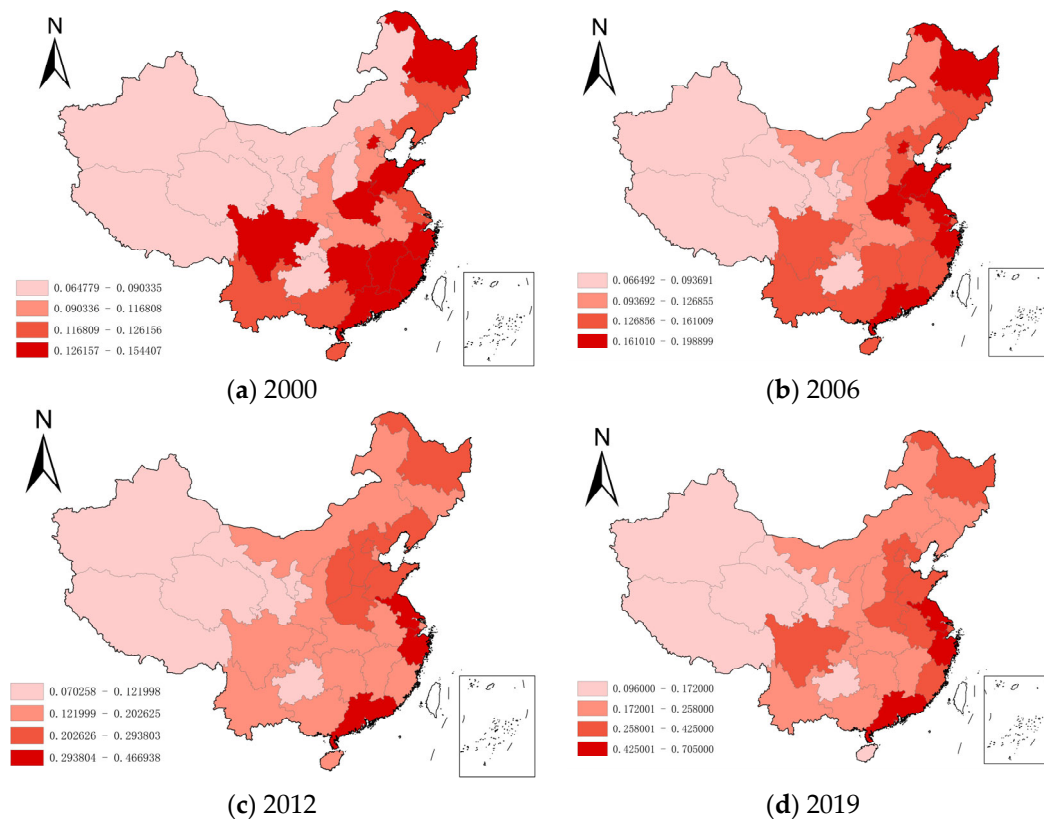 N
0.064779 - 0.090335
0.090336 - 0.116808
0.116809 - 0.126156
0.126157 - 0.154407
(a) 2000
N
0.066492 - 0.093691
0.093692 - 0.126855
0.126856 - 0.161009
0.161010 - 0.198899
(b) 2006
N
0.070258 - 0.121998
0.121999 - 0.202625
0.202626 - 0.293803
0.293804 - 0.466938
(c) 2012
N
0.096000 - 0.172000
0.172001 - 0.258000
0.258001 - 0.425000
0.425001 - 0.705000
(d) 2019